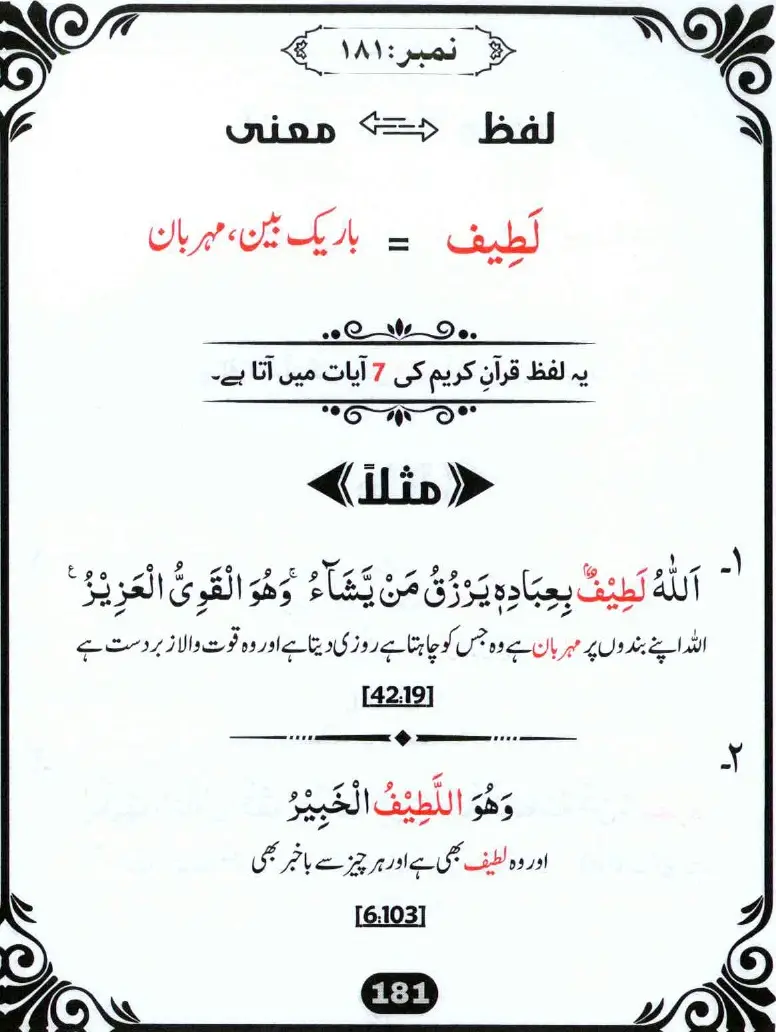 نمبر:۱۸۱
لفظ ⇐⇒ معنی
لَطِیف = باریک بین، مہربان
یہ لفظ قرآنِ کریم کی 7 آیات میں آتا ہے۔
مثلاً
۱۔ اَللّٰهُ لَطِیْفٌۢ بِعِبَادِهٖ یَرْزُقُ مَنْ یَّشَآءُ ۚ وَهُوَ الْقَوِیُّ الْعَزِیْزُ ۧ
اللہ اپنے بندوں پر مہربان ہے وہ جس کو چاہتا ہے روزی دیتا ہے اور وہ قوت والا زبردست ہے
[42:19]
۲۔
وَهُوَ اللَّطِیْفُ الْخَبِیْرُ
اور وہ لطیف بھی ہے اور ہر چیز سے باخبر بھی
[6:103]
181